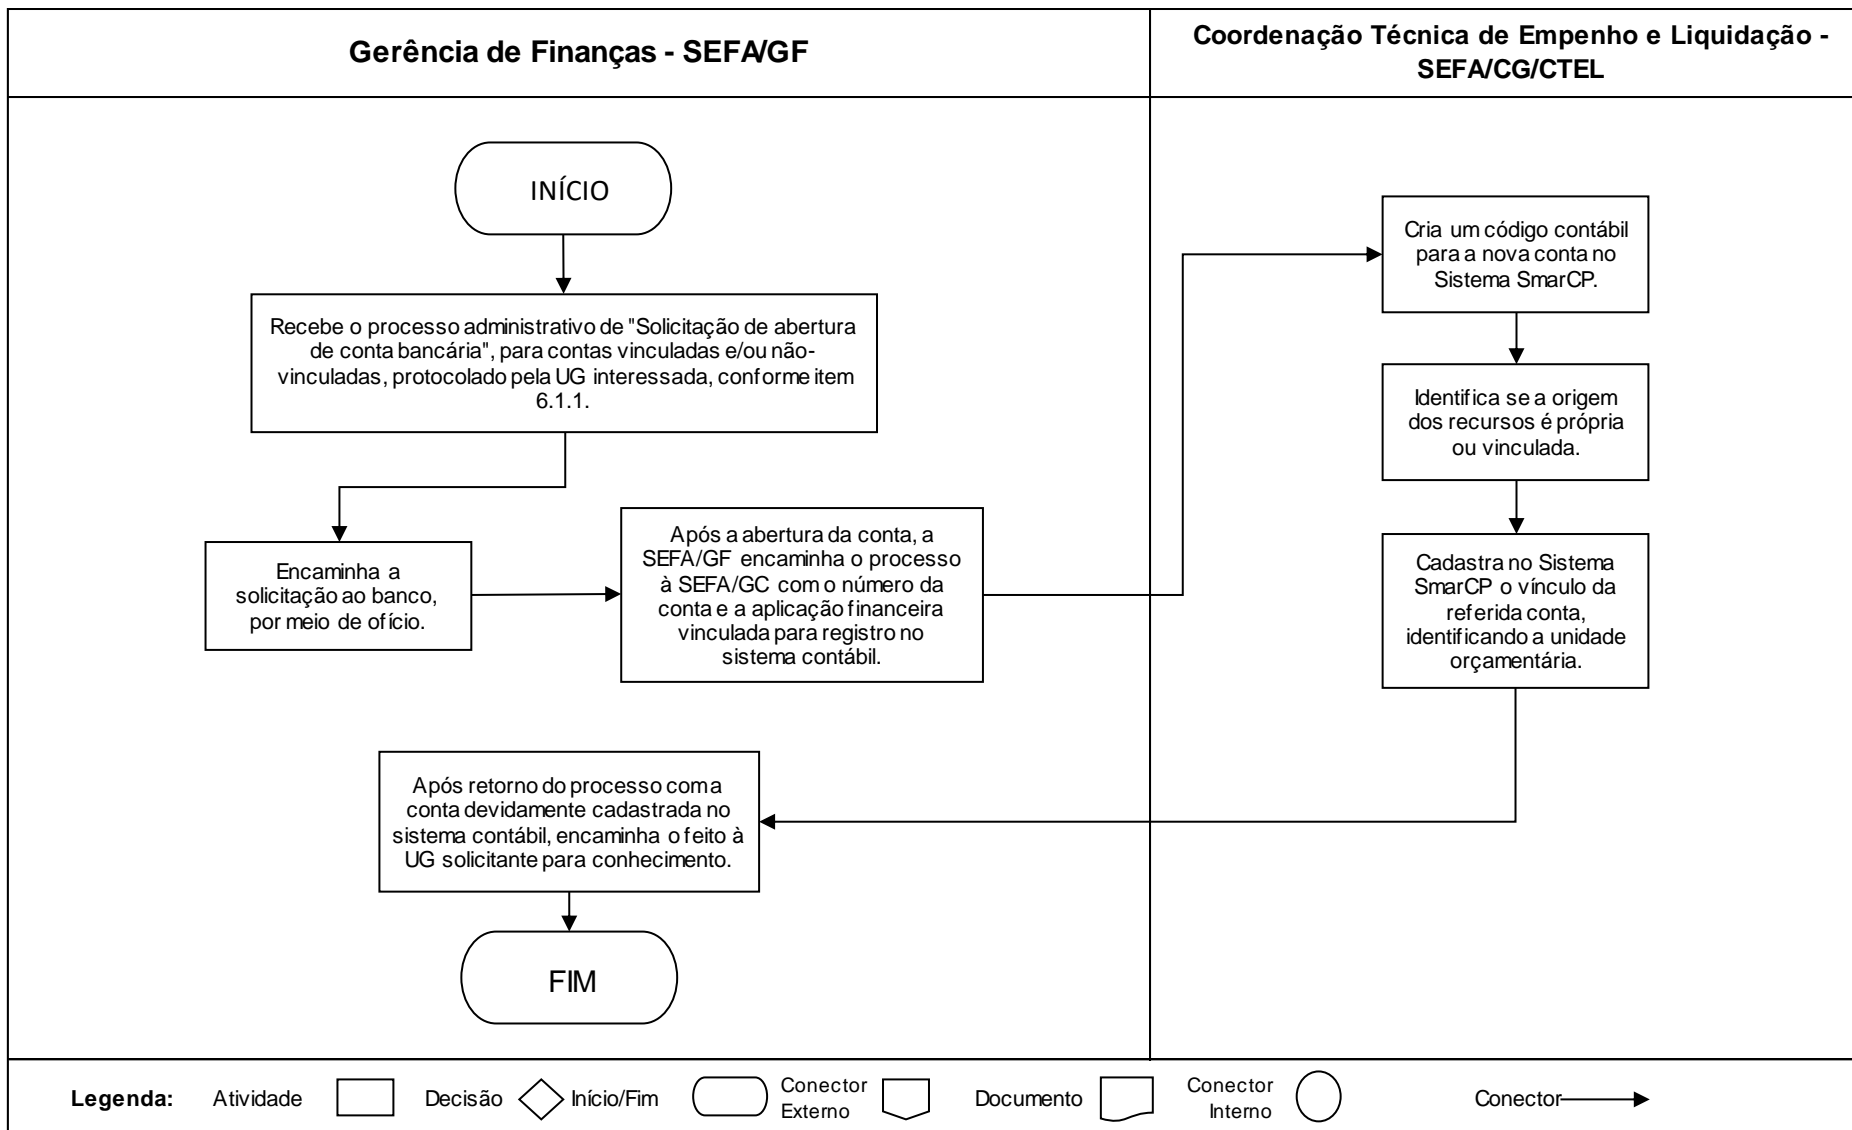 Gerência de Finanças - SEFA/GF
Coordenação Técnica de Empenho e Liquidação -
SEFA/CG/CTEL
INÍCIO
Recebe o processo administrativo de "Solicitação de abertura
de conta bancária", para contas vinculadas e/ou não-
vinculadas, protocolado pela UG interessada, conforme item
6.1.1.
Encaminha a
solicitação ao banco,
por meio de ofício.
Após a abertura da conta, a
SEFA/GF encaminha o processo
à SEFA/GC com o número da
conta e a aplicação financeira
vinculada para registro no
sistema contábil.
Cria um código contábil
para a nova conta no
Sistema SmarCP.
Identifica se a origem
dos recursos é própria
ou vinculada.
Cadastra no Sistema
SmarCP o vínculo da
referida conta,
identificando a unidade
orçamentária.
Após retorno do processo com a
conta devidamente cadastrada no
sistema contábil, encaminha o feito à
UG solicitante para conhecimento.
FIM
Legenda:
Atividade
Decisão
Início/Fim
Conector
Externo
Documento
Conector
Interno
Conector